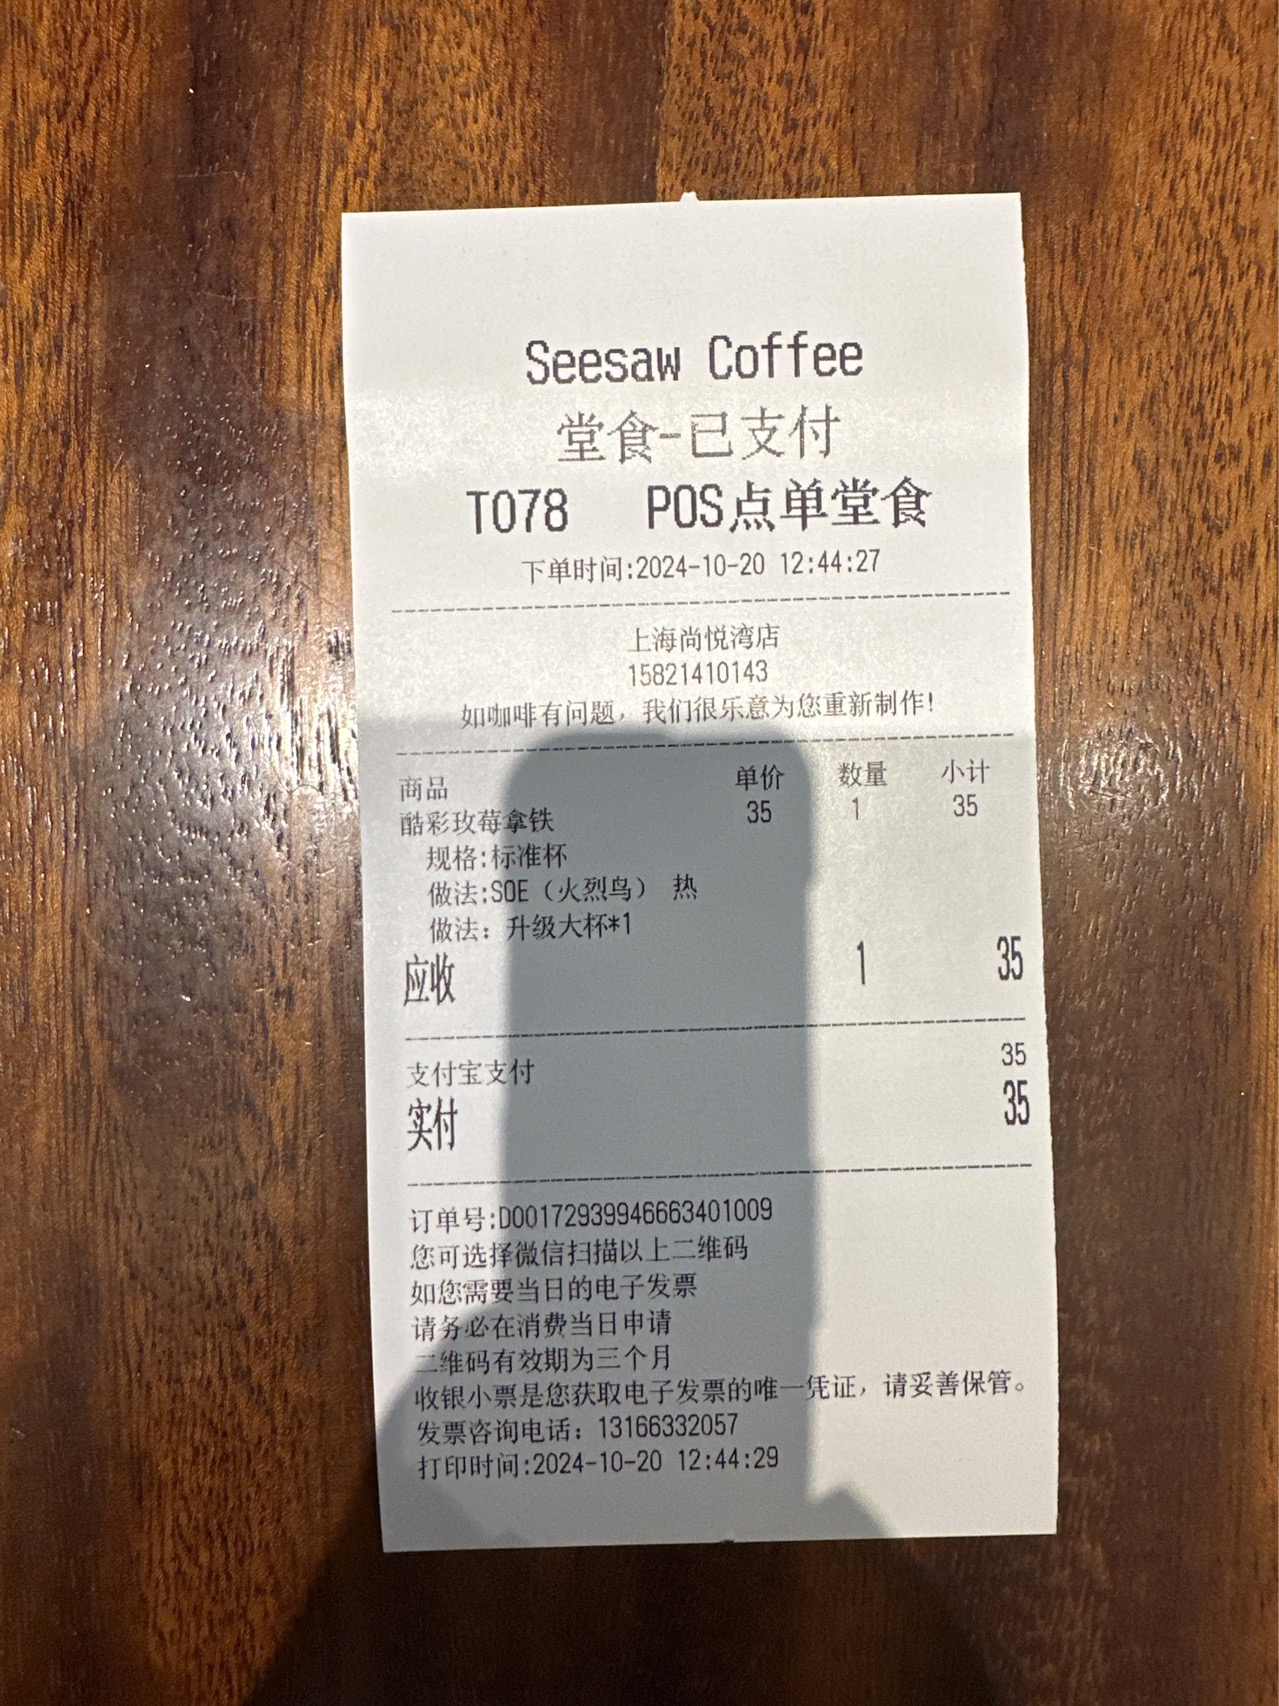 Seesaw Coffee
堂食-已支付
T078 POS点单堂食
下单时间:2024-10-20 12:44:27
上海尚悦湾店
15821410143
如咖啡有问题，我们很乐意为您重新制作!
商品 单价 数量 小计
酷彩玫莓拿铁 35 1 35
规格:标准杯
做法:SOE（火烈鸟） 热
做法：升级大杯*1
应收 1 35
支付宝支付 35
实付 35
订单号:D00172939946663401009
您可选择微信扫描以上二维码
如您需要当日的电子发票
请务必在消费当日申请
二维码有效期为三个月
收银小票是您获取电子发票的唯一凭证，请妥善保管。
发票咨询电话：13166332057
打印时间:2024-10-20 12:44:29